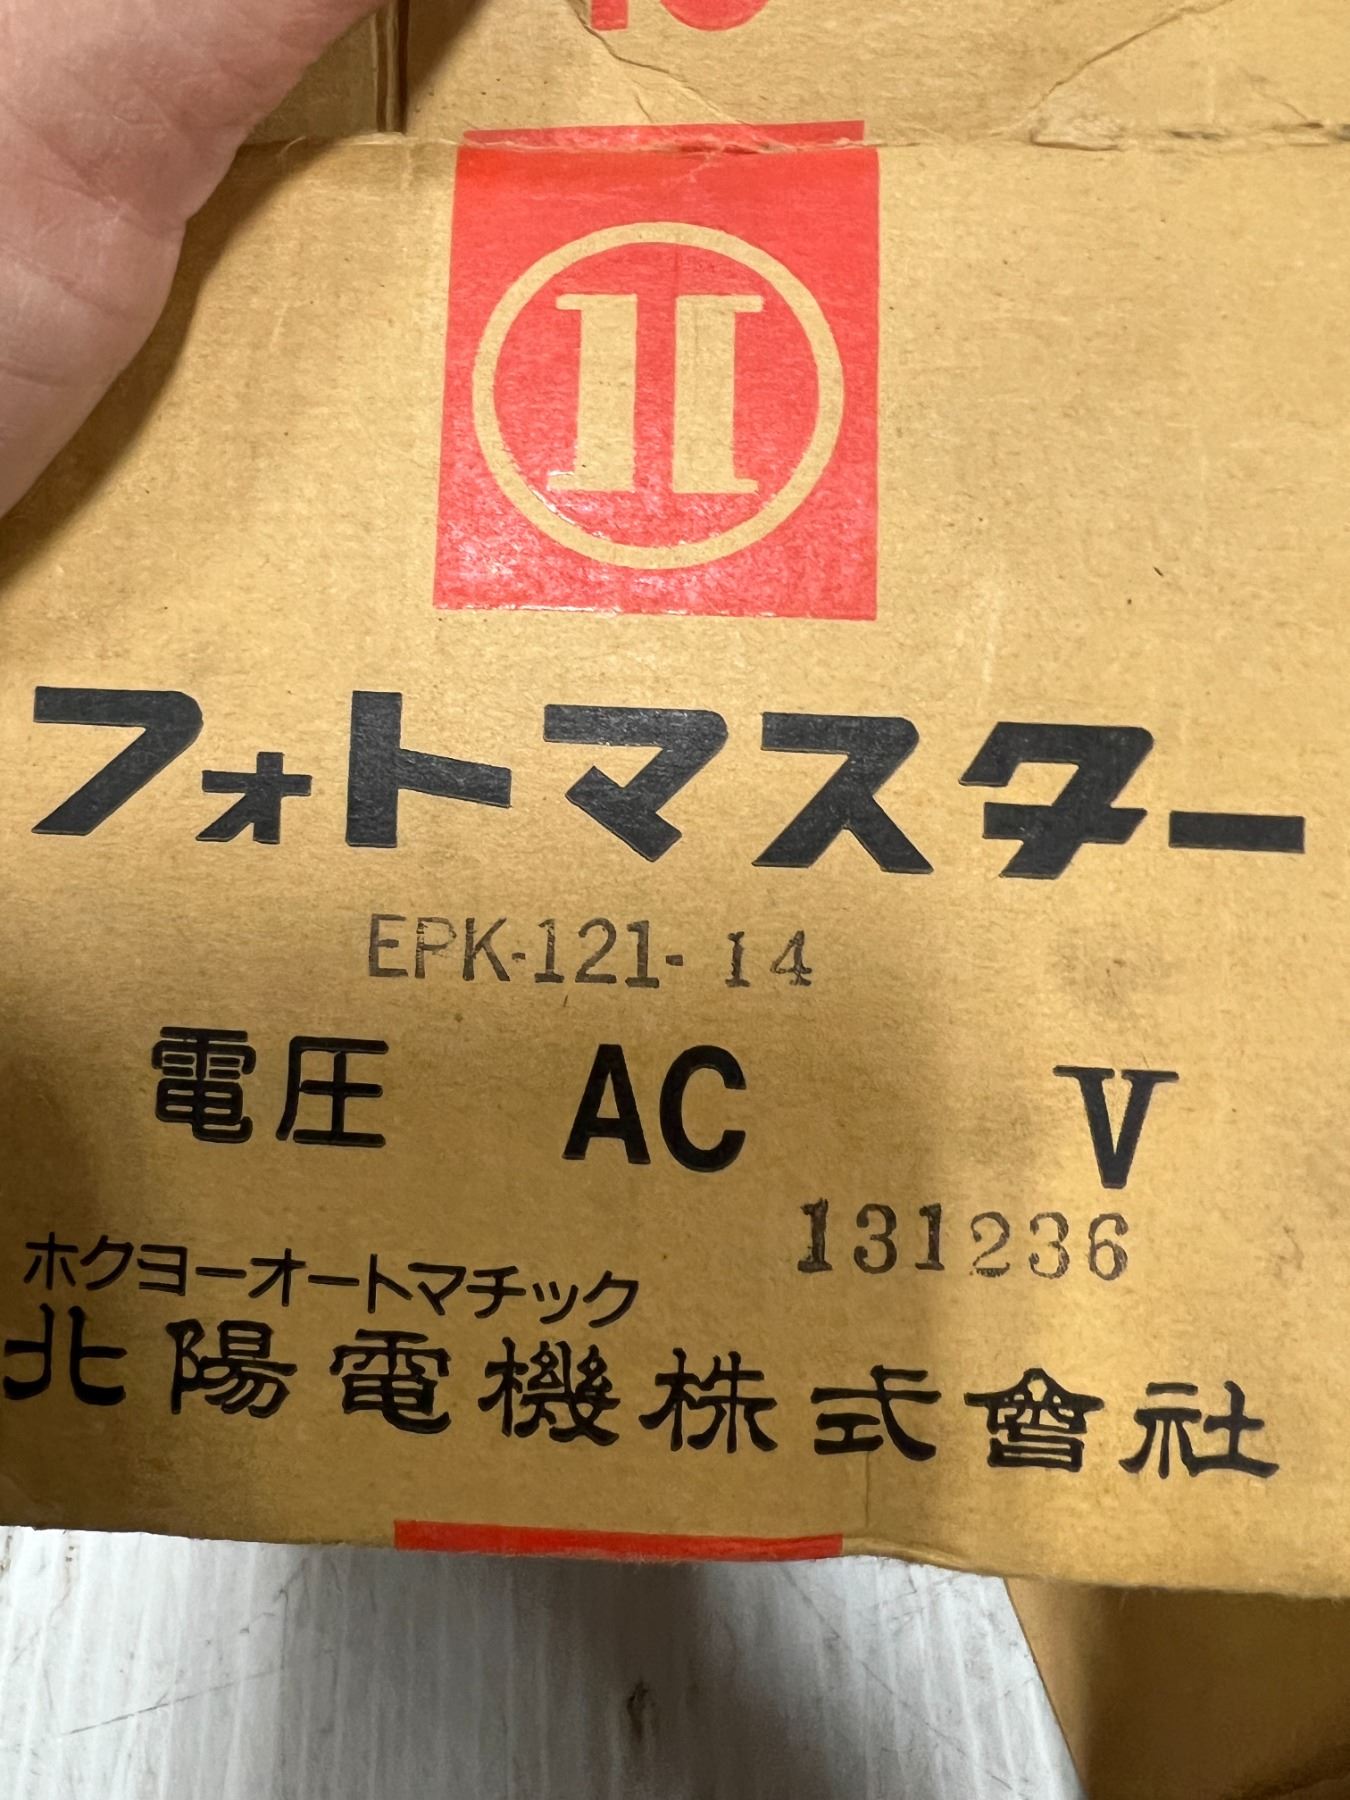 フォトマスター
EPK-121-14
電圧 AC V
131236
ホクヨーオートマチック
北陽電機株式會社